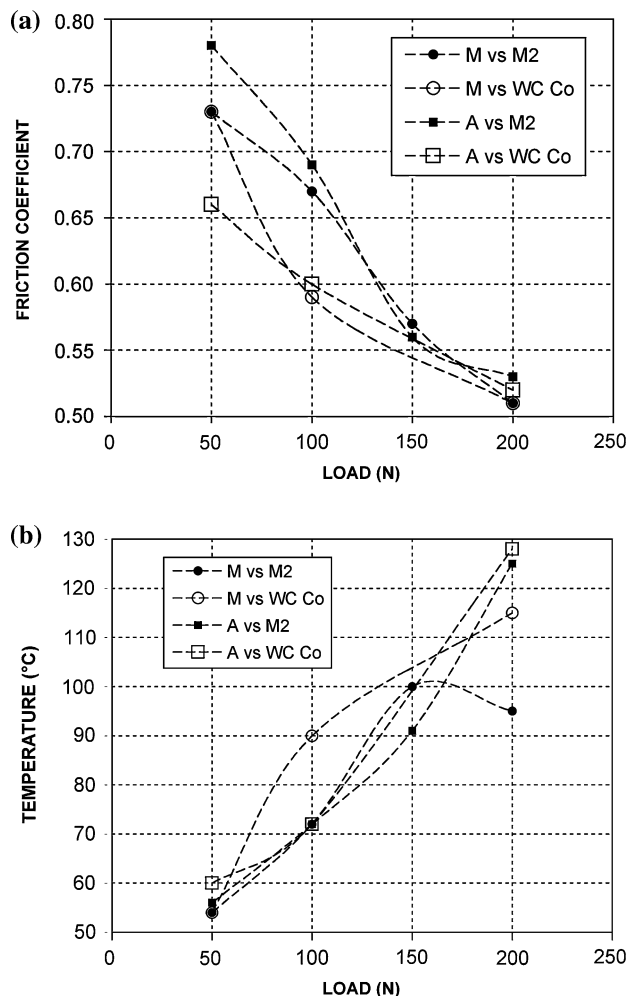 (a)
0.80
0.75
0.70
0.65
0.60
0.55
0.50
FRICTION COEFFICIENT
M vs M2
M vs WC Co
A vs M2
A vs WC Co
0 50 100 150 200 250
LOAD (N)
(b)
130
120
110
100
90
80
70
60
50
TEMPERATURE (°C)
M vs M2
M vs WC Co
A vs M2
A vs WC Co
0 50 100 150 200 250
LOAD (N)